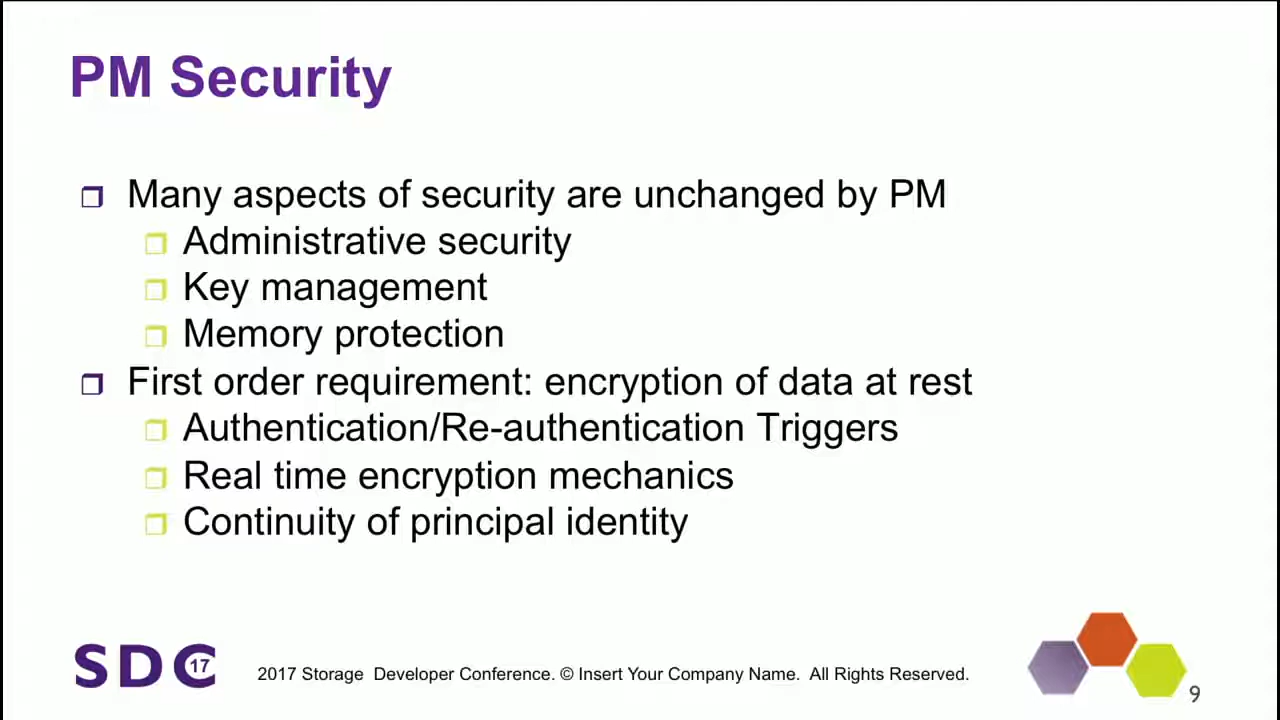 PM Security
Many aspects of security are unchanged by PM
Administrative security
Key management
Memory protection
First order requirement: encryption of data at rest
Authentication/Re-authentication Triggers
Real time encryption mechanics
Continuity of principal identity
SDC 17
2017 Storage Developer Conference. © Insert Your Company Name. All Rights Reserved.
9